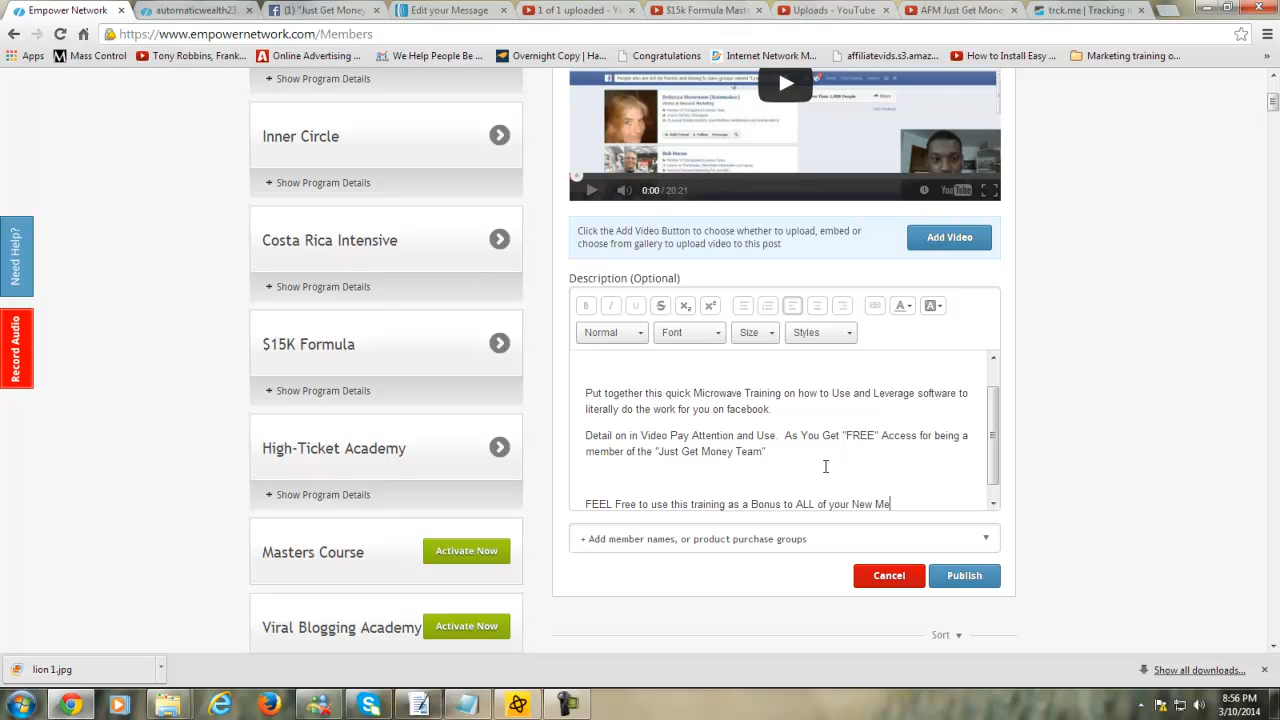 Empower Network
automaticwealth23
(1) "Just Get Money
Edit your Message
1 of 1 uploaded - Yo
$15k Formula Mast
Uploads - YouTube
AFM Just Get Mone
trck.me | Tracking
https://www.empowernetwork.com/Members
Apps
Mass Control
Tony Robbins, Frank
Online Advertising ...
How to Help People Be ...
Overnight Copy | Ha...
Congratulations
Internet Network M...
affiliatevids.s3.amaz...
How to Install Easy ...
Marketing training o...
+ Show Program Details
Inner Circle
+ Show Program Details
Costa Rica Intensive
+ Show Program Details
$15K Formula
+ Show Program Details
High-Ticket Academy
+ Show Program Details
Masters Course
Activate Now
Viral Blogging Academy
Activate Now
Need Help?
Record Audio
0:00 / 20:21
YouTube
Click the Add Video Button to choose whether to upload, embed or
choose from gallery to upload video to this post
Add Video
Description (Optional)
B I U S X₂ X²
A A
Normal Font Size Styles
Put together this quick Microwave Training on how to Use and Leverage software to
literally do the work for you on facebook.
Detail on in Video Pay Attention and Use. As You Get "FREE" Access for being a
member of the "Just Get Money Team"
FEEL Free to use this training as a Bonus to ALL of your New Me
+ Add member names, or product purchase groups
Cancel
Publish
Sort
lion 1.jpg
Show all downloads...
8:56 PM
3/10/2014